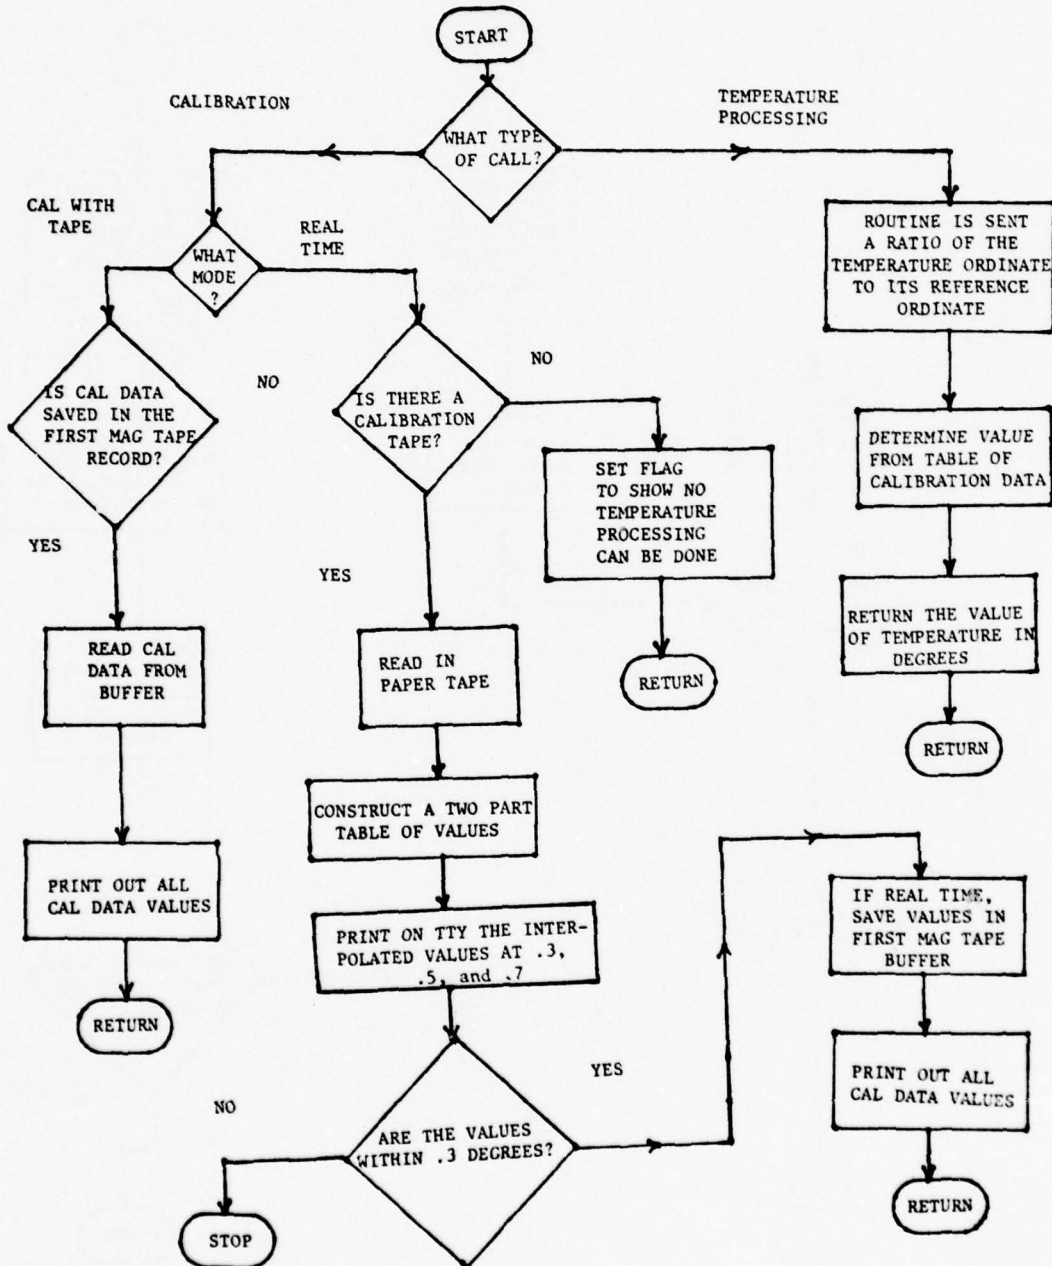 START
CALIBRATION
TEMPERATURE
PROCESSING
WHAT TYPE
OF CALL?
CAL WITH
TAPE
REAL
TIME
WHAT
MODE
?
ROUTINE IS SENT
A RATIO OF THE
TEMPERATURE ORDINATE
TO ITS REFERENCE
ORDINATE
IS CAL DATA
SAVED IN THE
FIRST MAG TAPE
RECORD?
NO
IS THERE A
CALIBRATION
TAPE?
NO
SET FLAG
TO SHOW NO
TEMPERATURE
PROCESSING
CAN BE DONE
DETERMINE VALUE
FROM TABLE OF
CALIBRATION DATA
YES
YES
READ CAL
DATA FROM
BUFFER
READ IN
PAPER TAPE
RETURN
RETURN THE VALUE
OF TEMPERATURE IN
DEGREES
RETURN
CONSTRUCT A TWO PART
TABLE OF VALUES
PRINT OUT ALL
CAL DATA VALUES
PRINT ON TTY THE INTER-
POLATED VALUES AT .3,
.5, and .7
IF REAL TIME,
SAVE VALUES IN
FIRST MAG TAPE
BUFFER
RETURN
YES
NO
ARE THE VALUES
WITHIN .3 DEGREES?
PRINT OUT ALL
CAL DATA VALUES
STOP
RETURN